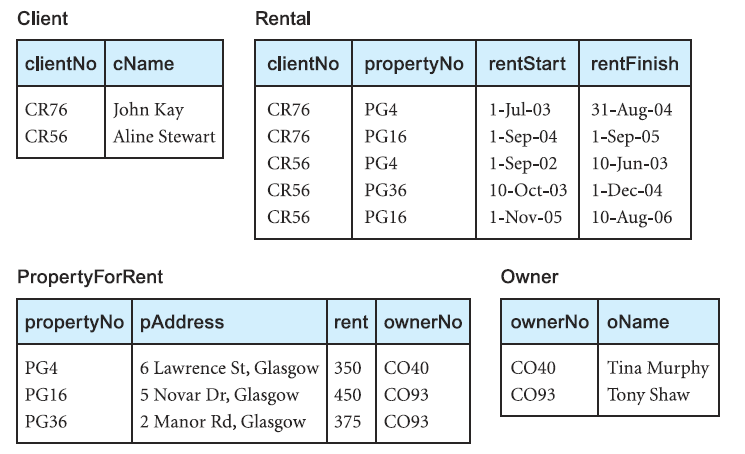 Client
clientNo cName
CR76 John Kay
CR56 Aline Stewart
Rental
clientNo propertyNo rentStart rentFinish
CR76 PG4 1-Jul-03 31-Aug-04
CR76 PG16 1-Sep-04 1-Sep-05
CR56 PG4 1-Sep-02 10-Jun-03
CR56 PG36 10-Oct-03 1-Dec-04
CR56 PG16 1-Nov-05 10-Aug-06
PropertyForRent
propertyNo pAddress rent ownerNo
PG4 6 Lawrence St, Glasgow 350 CO40
PG16 5 Novar Dr, Glasgow 450 CO93
PG36 2 Manor Rd, Glasgow 375 CO93
Owner
ownerNo oName
CO40 Tina Murphy
CO93 Tony Shaw